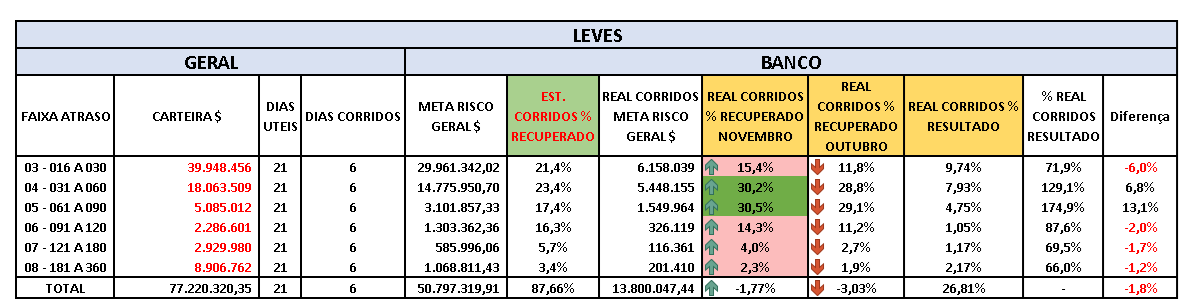 LEVES
GERAL BANCO
FAIXA ATRASO CARTEIRA $ DIAS UTEIS DIAS CORRIDOS META RISCO GERAL $ EST. CORRIDOS % RECUPERADO REAL CORRIDOS META RISCO GERAL $ REAL CORRIDOS % RECUPERADO NOVEMBRO REAL CORRIDOS % RECUPERADO OUTUBRO REAL CORRIDOS % RESULTADO % REAL CORRIDOS RESULTADO Diferença
03 - 016 A 030 39.948.456 21 6 29.961.342,02 21,4% 6.158.039 15,4% 11,8% 9,74% 71,9% -6,0%
04 - 031 A 060 18.063.509 21 6 14.775.950,70 23,4% 5.448.155 30,2% 28,8% 7,93% 129,1% 6,8%
05 - 061 A 090 5.085.012 21 6 3.101.857,33 17,4% 1.549.964 30,5% 29,1% 4,75% 174,9% 13,1%
06 - 091 A 120 2.286.601 21 6 1.303.362,36 16,3% 326.119 14,3% 11,2% 1,05% 87,6% -2,0%
07 - 121 A 180 2.929.980 21 6 585.996,06 5,7% 116.361 4,0% 2,7% 1,17% 69,5% -1,7%
08 - 181 A 360 8.906.762 21 6 1.068.811,43 3,4% 201.410 2,3% 1,9% 2,17% 66,0% -1,2%
TOTAL 77.220.320,35 21 6 50.797.319,91 87,66% 13.800.047,44 -1,77% -3,03% 26,81% - -1,8%